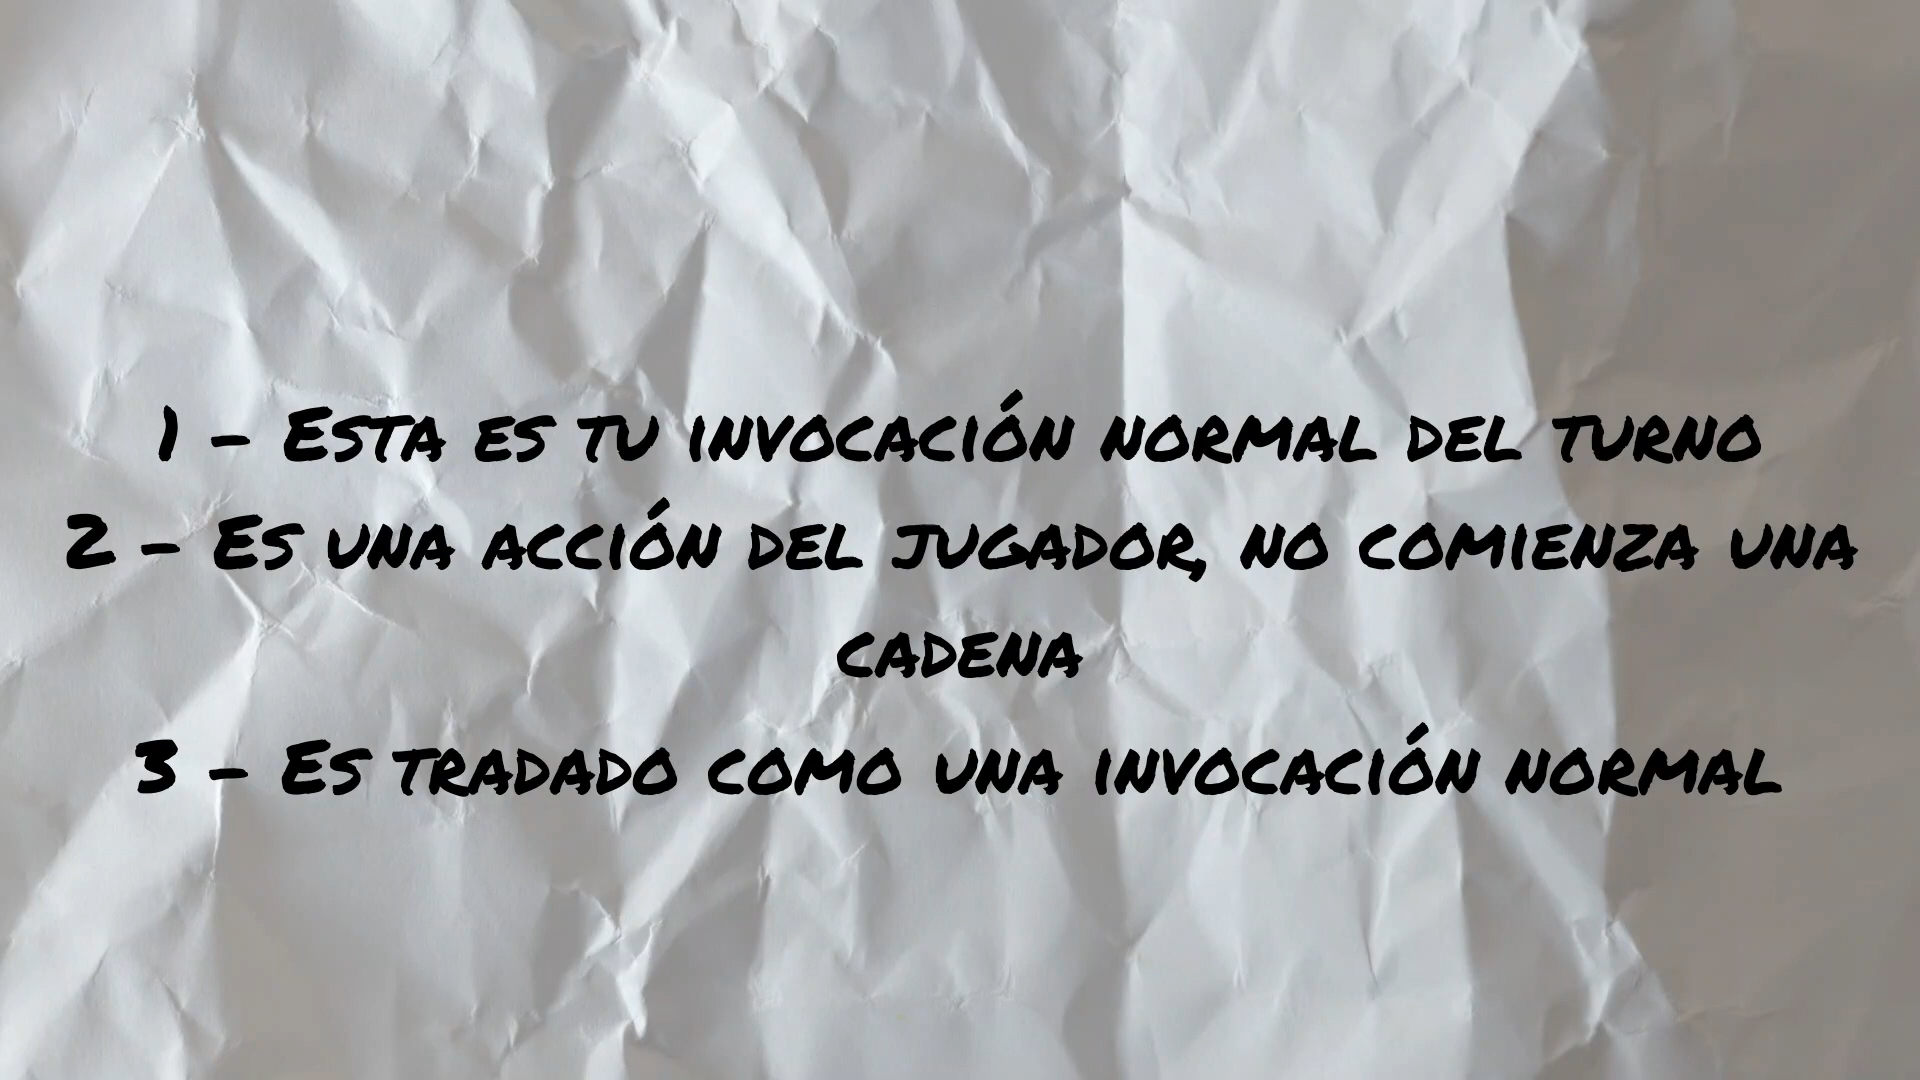 1 - Esta es tu invocación normal del turno
2 - Es una acción del jugador, no comienza una
cadena
3 - Es tradado como una invocación normal